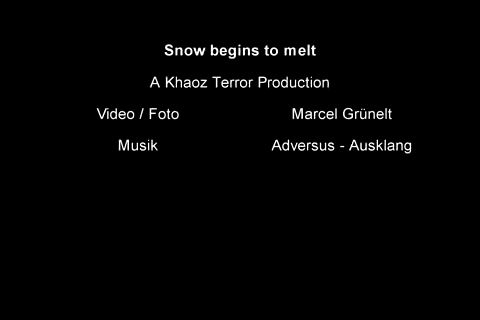 Snow begins to melt
A Khaoz Terror Production
Video / Foto Marcel Grünelt
Musik Adversus - Ausklang